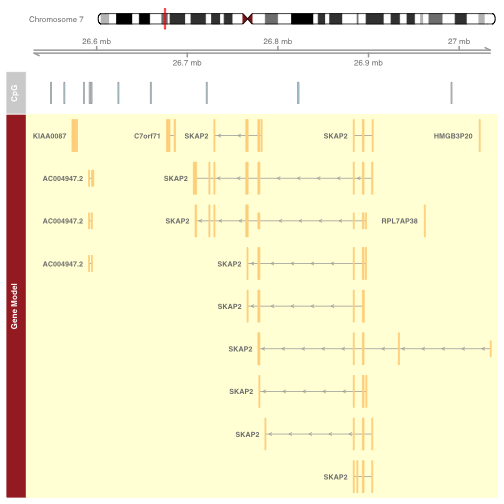 Chromosome 7
26.6 mb 26.8 mb 27 mb
26.7 mb 26.9 mb
CpG
Gene Model
KIAA0087 C7orf71 SKAP2 SKAP2 HMGB3P20
AC004947.2 SKAP2
AC004947.2 SKAP2 RPL7AP38
AC004947.2 SKAP2
SKAP2
SKAP2
SKAP2
SKAP2
SKAP2